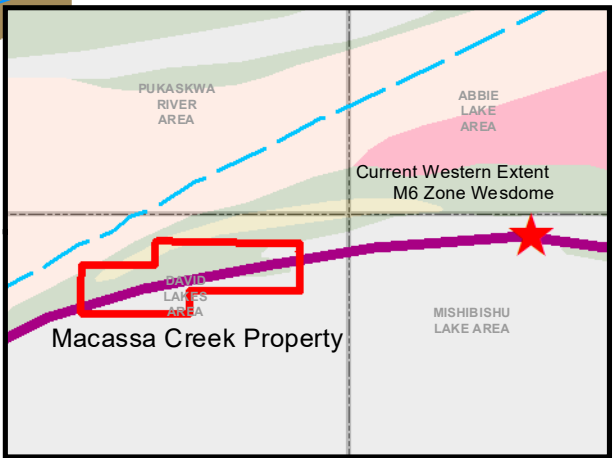 PUKASKWA
RIVER
AREA
ABBIE
LAKE
AREA
Current Western Extent
M6 Zone Wesdome
DAVID
LAKES
AREA
MISHIBISHU
LAKE AREA
Macassa Creek Property